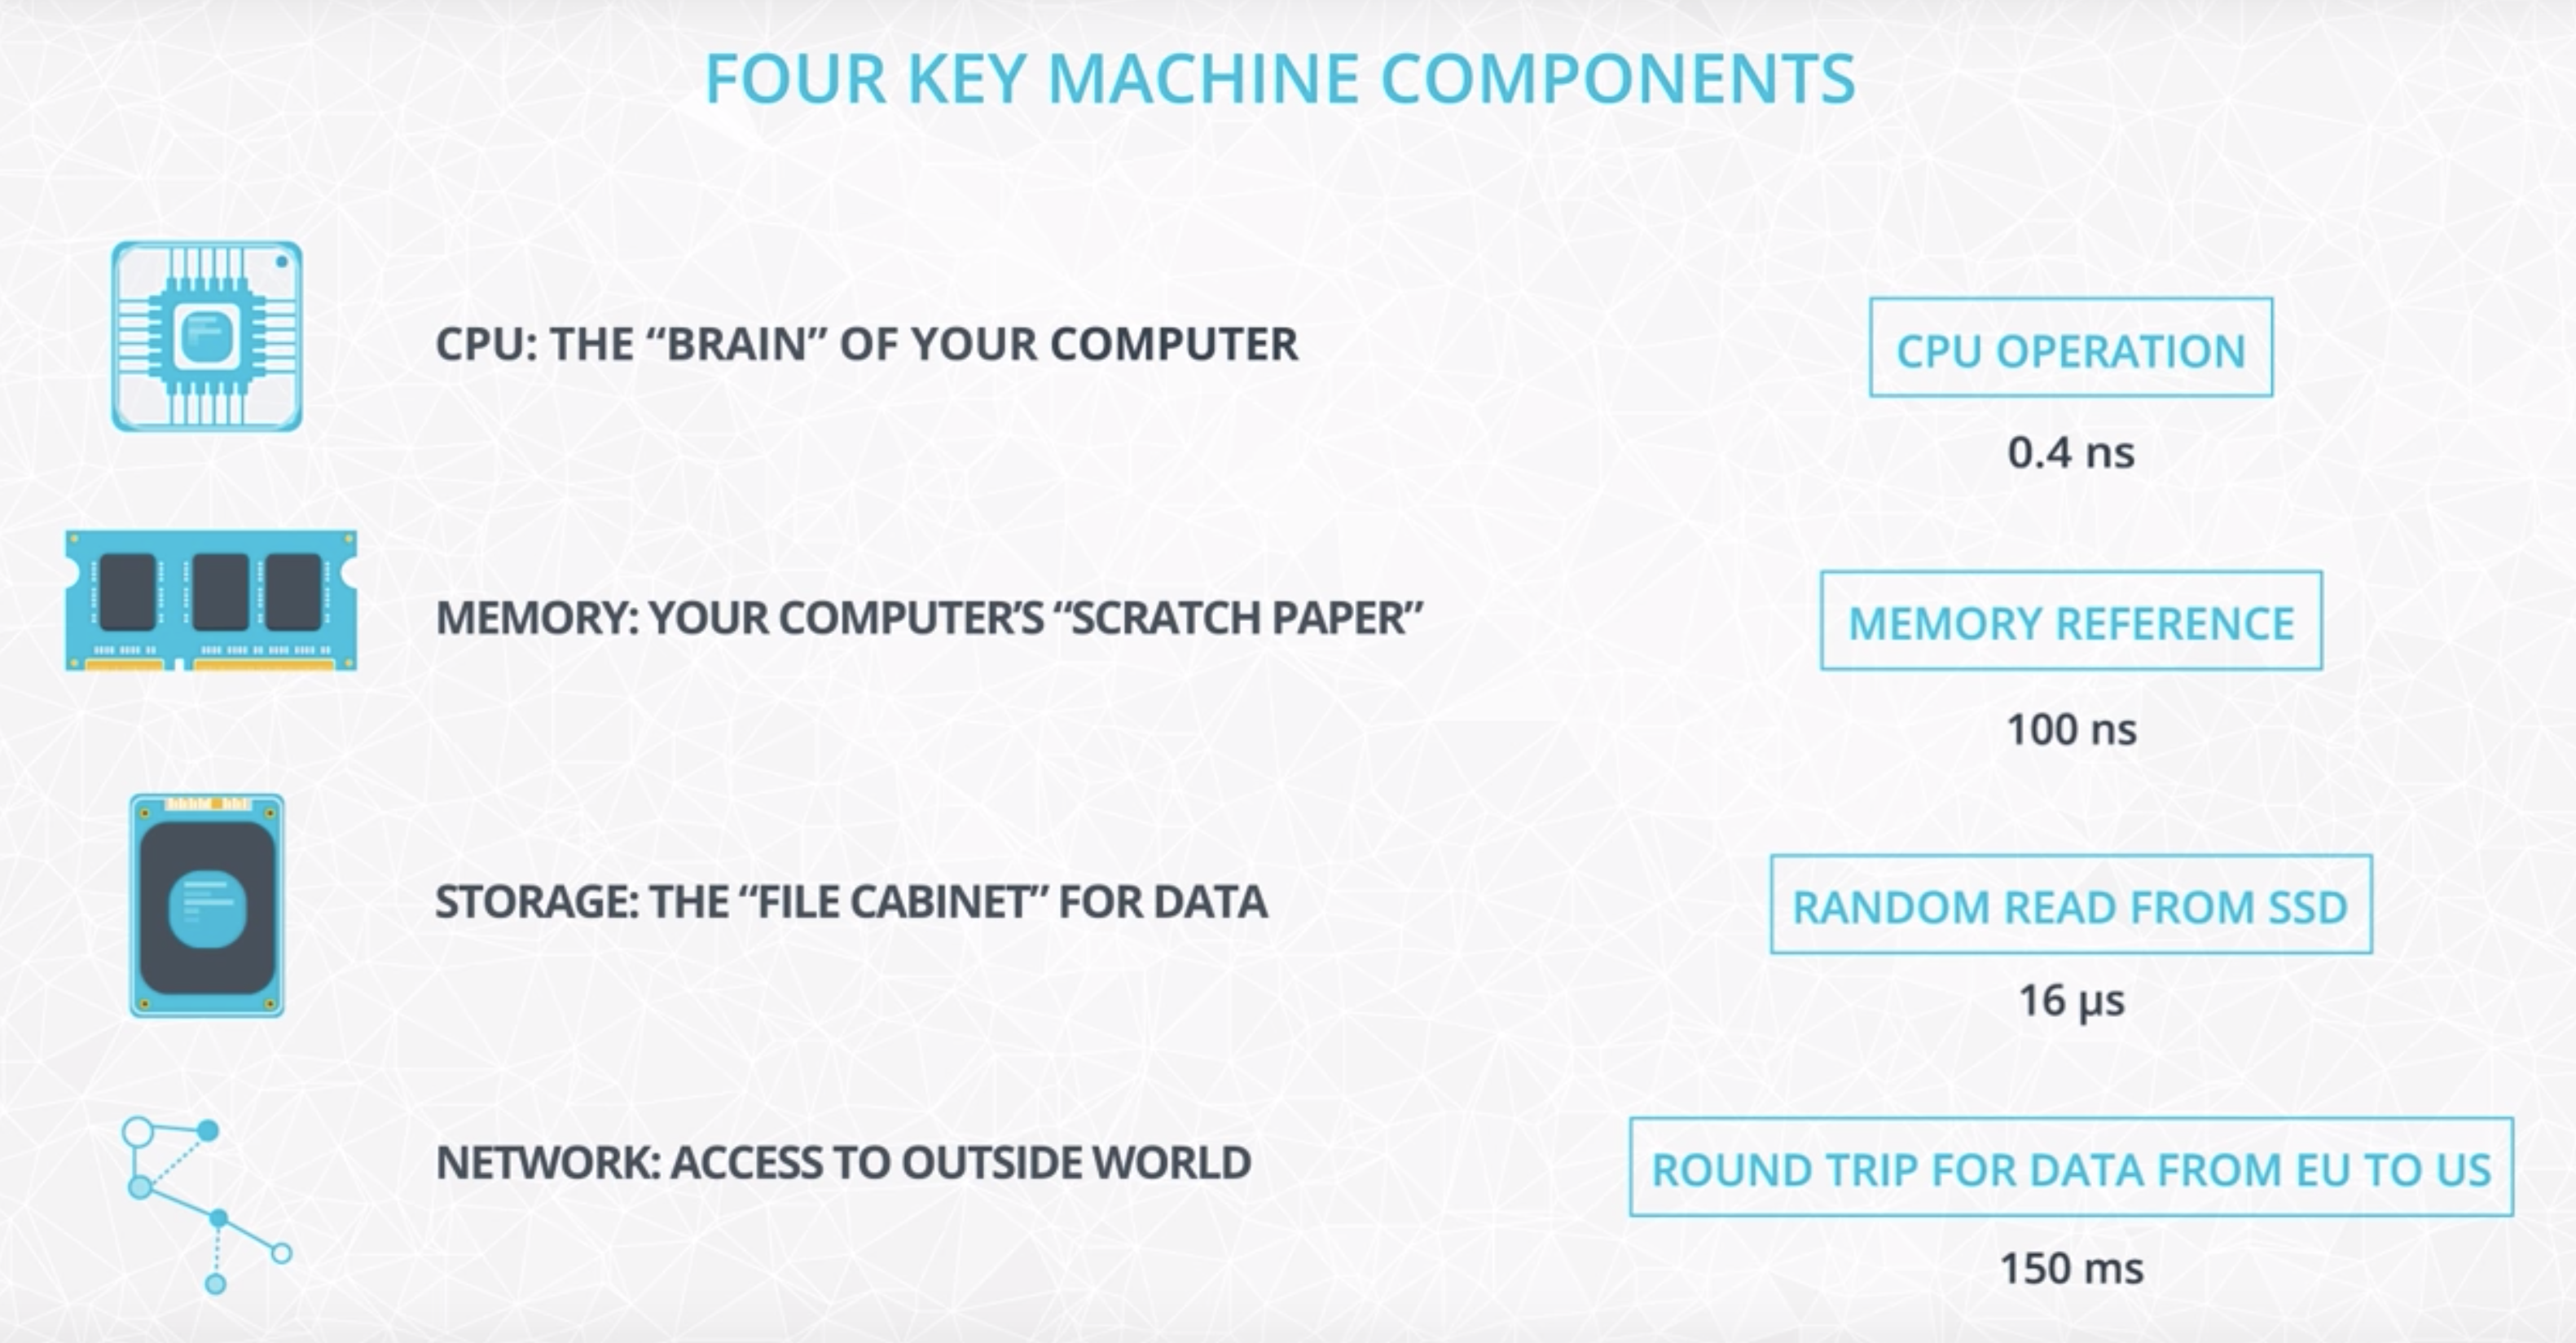 FOUR KEY MACHINE COMPONENTS
CPU: THE “BRAIN” OF YOUR COMPUTER
CPU OPERATION
0.4 ns
MEMORY: YOUR COMPUTER’S “SCRATCH PAPER”
MEMORY REFERENCE
100 ns
STORAGE: THE “FILE CABINET” FOR DATA
RANDOM READ FROM SSD
16 μs
NETWORK: ACCESS TO OUTSIDE WORLD
ROUND TRIP FOR DATA FROM EU TO US
150 ms